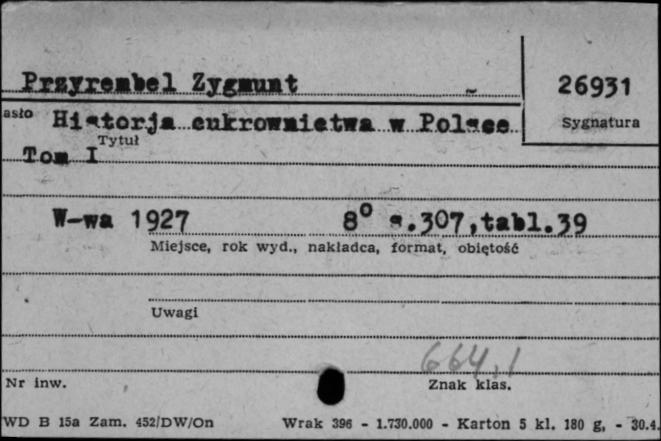 Przyrembel Zygmunt ~
26931
asło Historja cukrownictwa w Polsce
Sygnatura
Tytuł
Tom I
W-wa 1927 8° s.307,tabl.39
Miejsce, rok wyd., nakładca, format, obiętość
Uwagi
664,1
Nr inw. Znak klas.
WD B 15a Zam. 452/DW/On Wrak 396 - 1.730.000 - Karton 5 kl. 180 g, - 30.4.